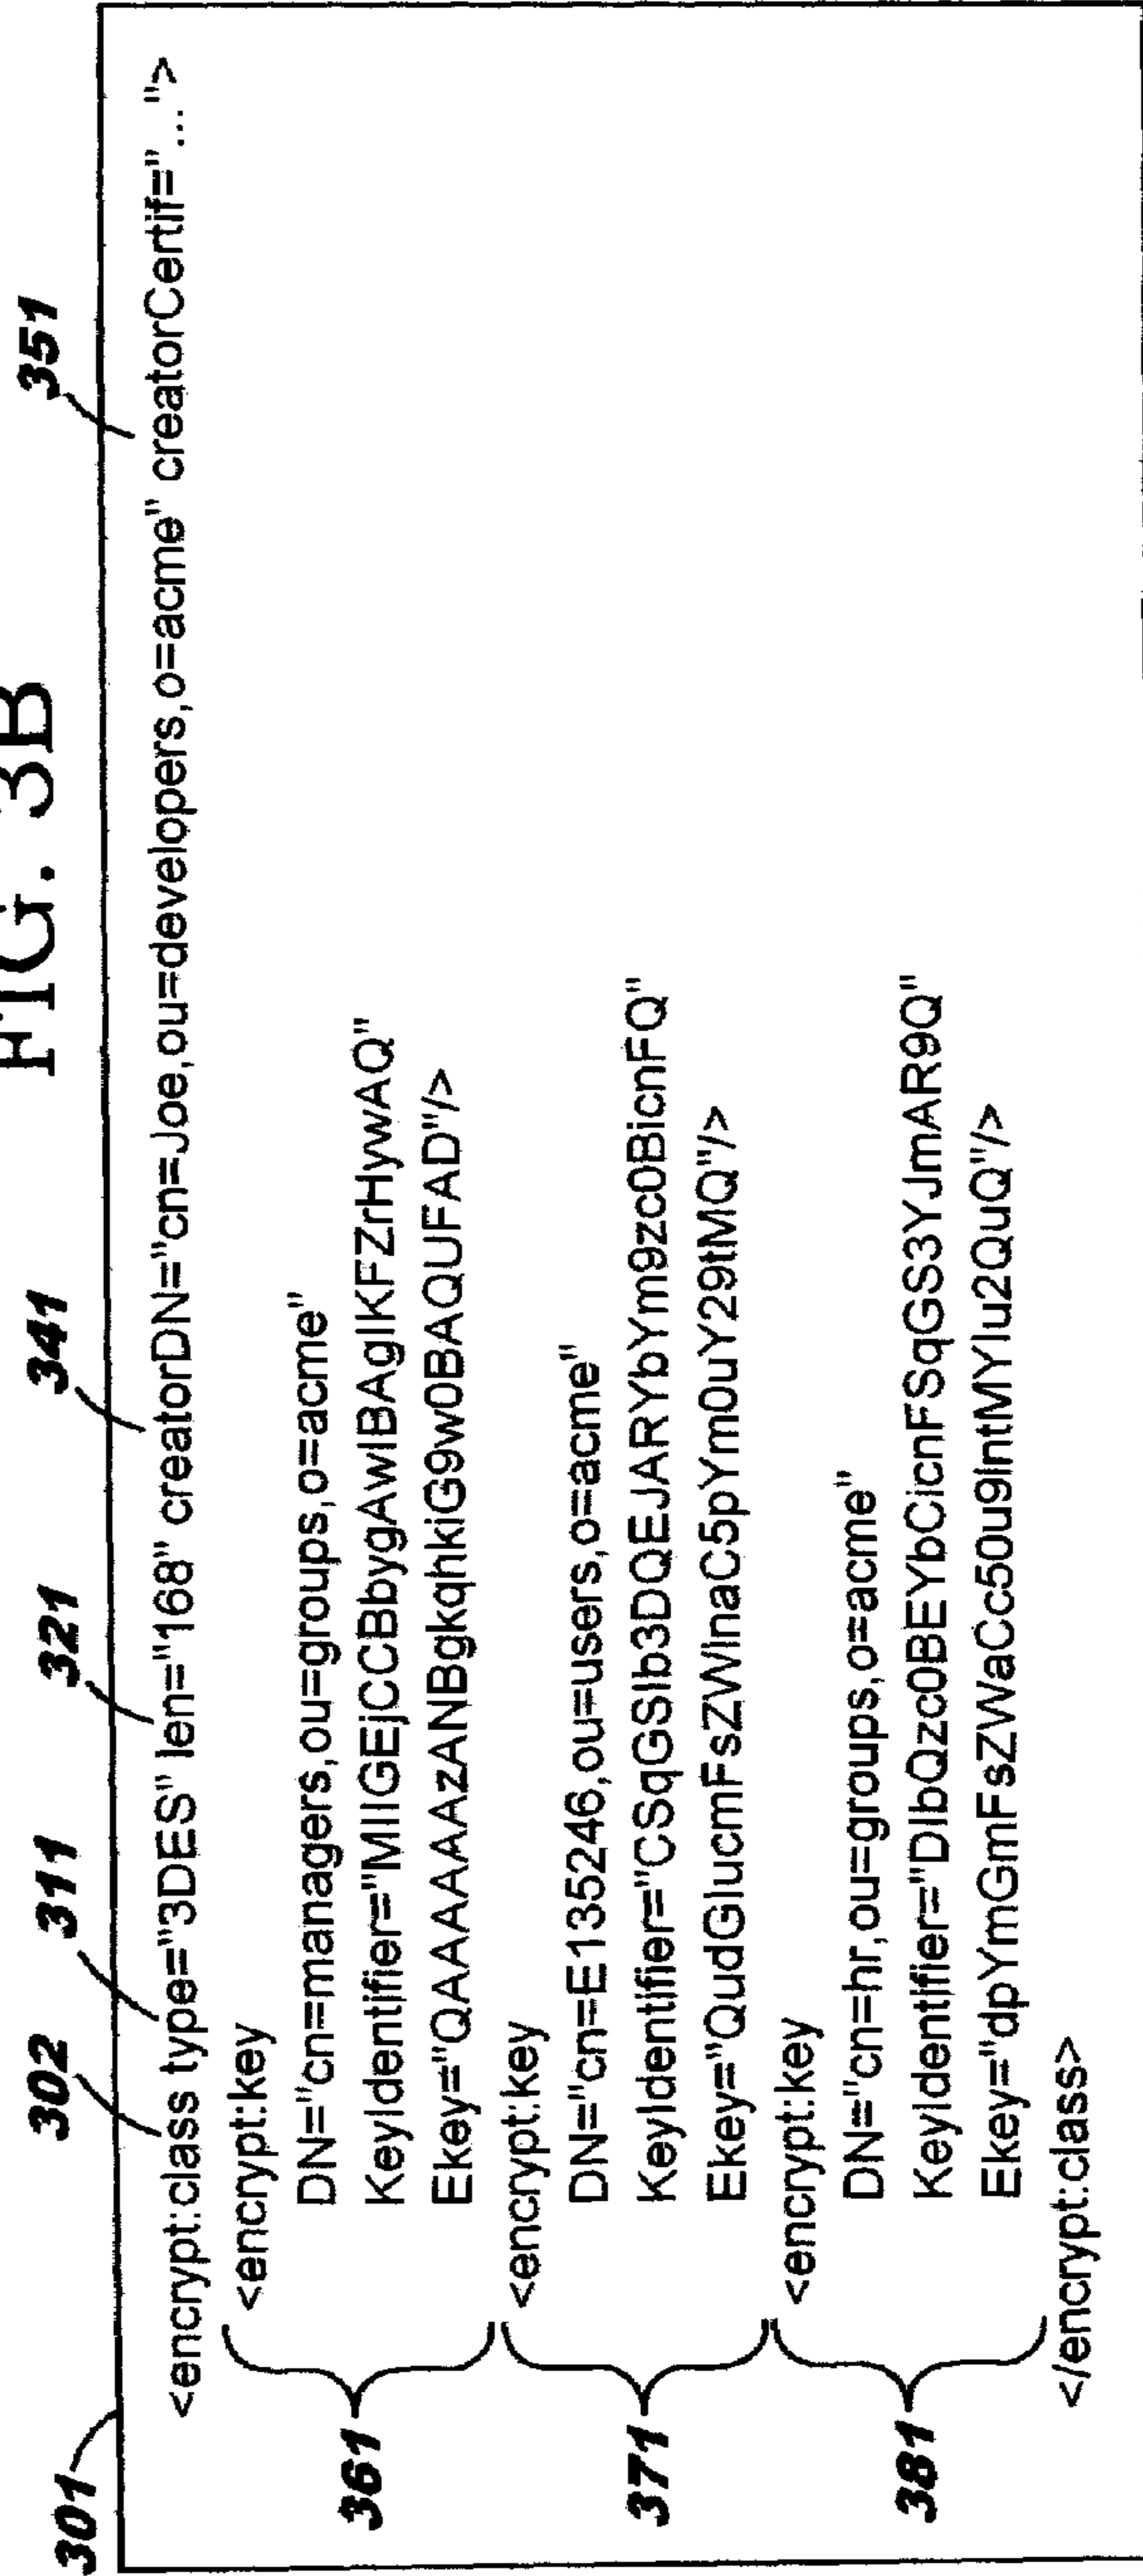 FIG. 3B
301
302
311
321
341
351
<encrypt:class type="3DES" len="168" creatorDN="cn=Joe,ou=developers,o=acme" creatorCertif="...">
361
<encrypt:key
DN="cn=managers,ou=groups,o=acme"
KeyIdentifier="MIIGEjCCBbygAwIBAgIKFZrHywAQ"
Ekey="QAAAAAAzANBgkqhkiG9w0BAQUFAD"/>
371
<encrypt:key
DN="cn=E135246,ou=users,o=acme"
KeyIdentifier="CSqGSIb3DQEJARYbYm9zc0BicnFQ"
Ekey="QudGlucmFsZWlnaC5pYm0uY29tMQ"/>
381
<encrypt:key
DN="cn=hr,ou=groups,o=acme"
KeyIdentifier="DIbQzc0BEYbCicnFSqGS3YJmAR9Q"
Ekey="dpYmGmFsZWaCc50u9IntMYlu2QuQ"/>
</encrypt:class>